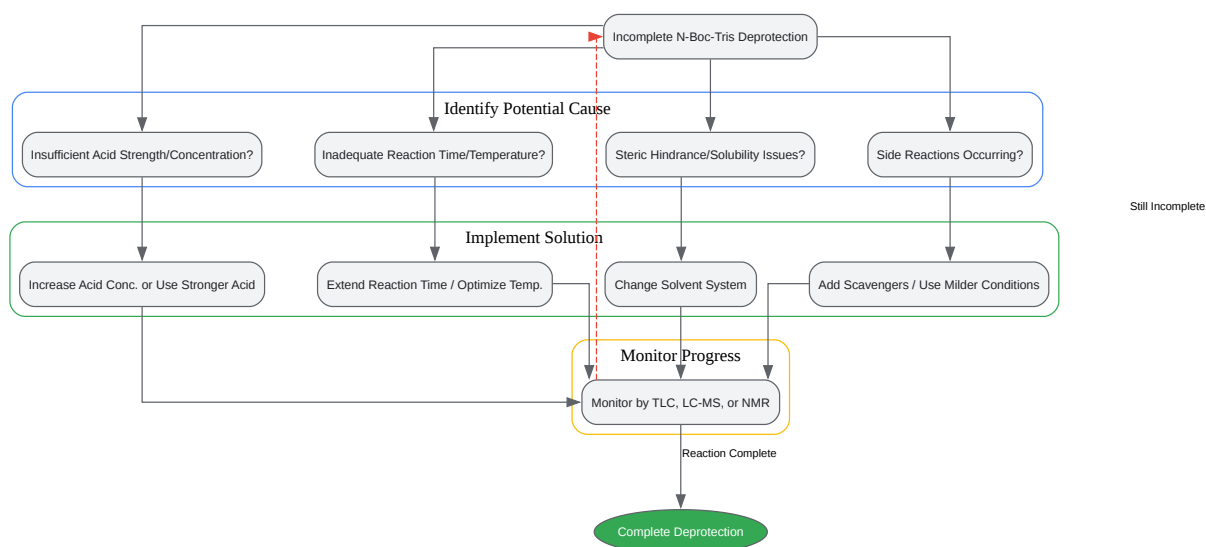 Incomplete N-Boc-Tris Deprotection
Identify Potential Cause
Insufficient Acid Strength/Concentration?
Inadequate Reaction Time/Temperature?
Steric Hindrance/Solubility Issues?
Side Reactions Occurring?
Still Incomplete
Implement Solution
Increase Acid Conc. or Use Stronger Acid
Extend Reaction Time / Optimize Temp.
Change Solvent System
Add Scavengers / Use Milder Conditions
Monitor Progress
Monitor by TLC, LC-MS, or NMR
Reaction Complete
Complete Deprotection